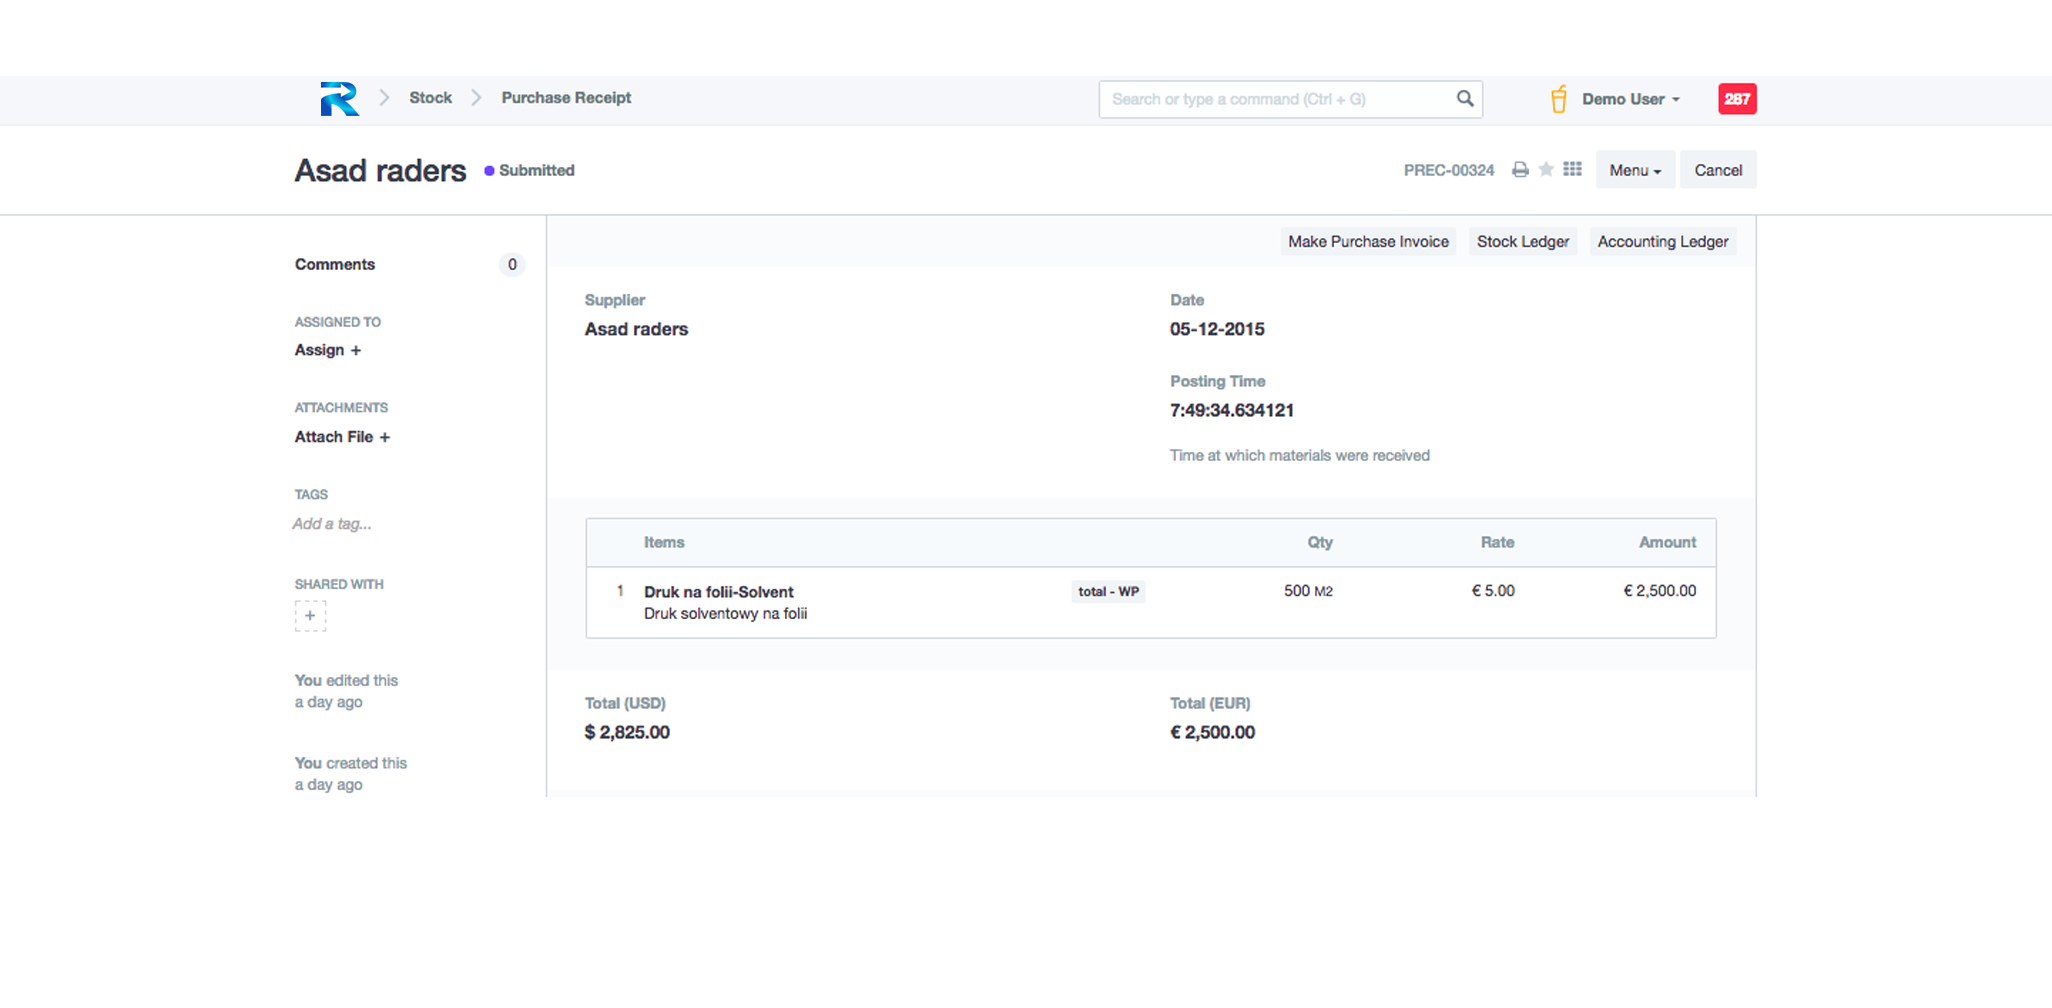 Stock
Purchase Receipt
Search or type a command (Ctrl + G)
Demo User
287
Asad raders
Submitted
PREC-00324
Menu
Cancel
Make Purchase Invoice
Stock Ledger
Accounting Ledger
Comments
0
ASSIGNED TO
Assign +
ATTACHMENTS
Attach File +
TAGS
Add a tag...
SHARED WITH
+
You edited this
a day ago
You created this
a day ago
Supplier
Asad raders
Date
05-12-2015
Posting Time
7:49:34.634121
Time at which materials were received
Items Qty Rate Amount
1 Druk na folii-Solvent total - WP 500 M2 € 5.00 € 2,500.00
Druk solventowy na folii
Total (USD)
$ 2,825.00
Total (EUR)
€ 2,500.00